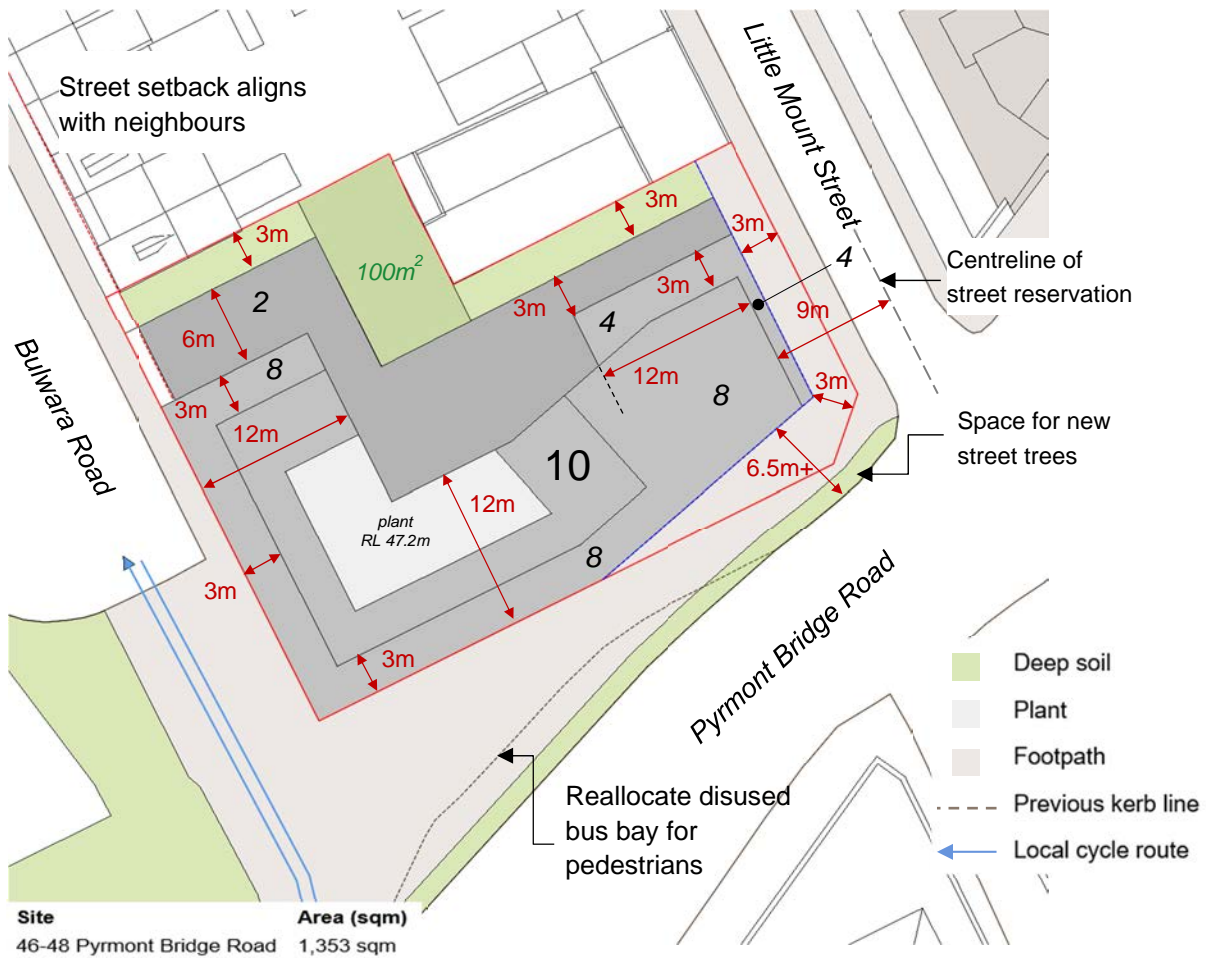 Street setback aligns
with neighbours
Little Mount Street
3m
3m
3m
100m²
2
4
Centreline of
street reservation
3m
3m
6m
4
9m
Bulwara Road
8
12m
3m
8
3m
12m
Space for new
street trees
10
6.5m+
12m
plant
RL 47.2m
8
3m
3m
Pyrmont Bridge Road
Deep soil
Plant
Footpath
Previous kerb line
Local cycle route
Reallocate disused
bus bay for
pedestrians
Site Area (sqm)
46-48 Pyrmont Bridge Road 1,353 sqm